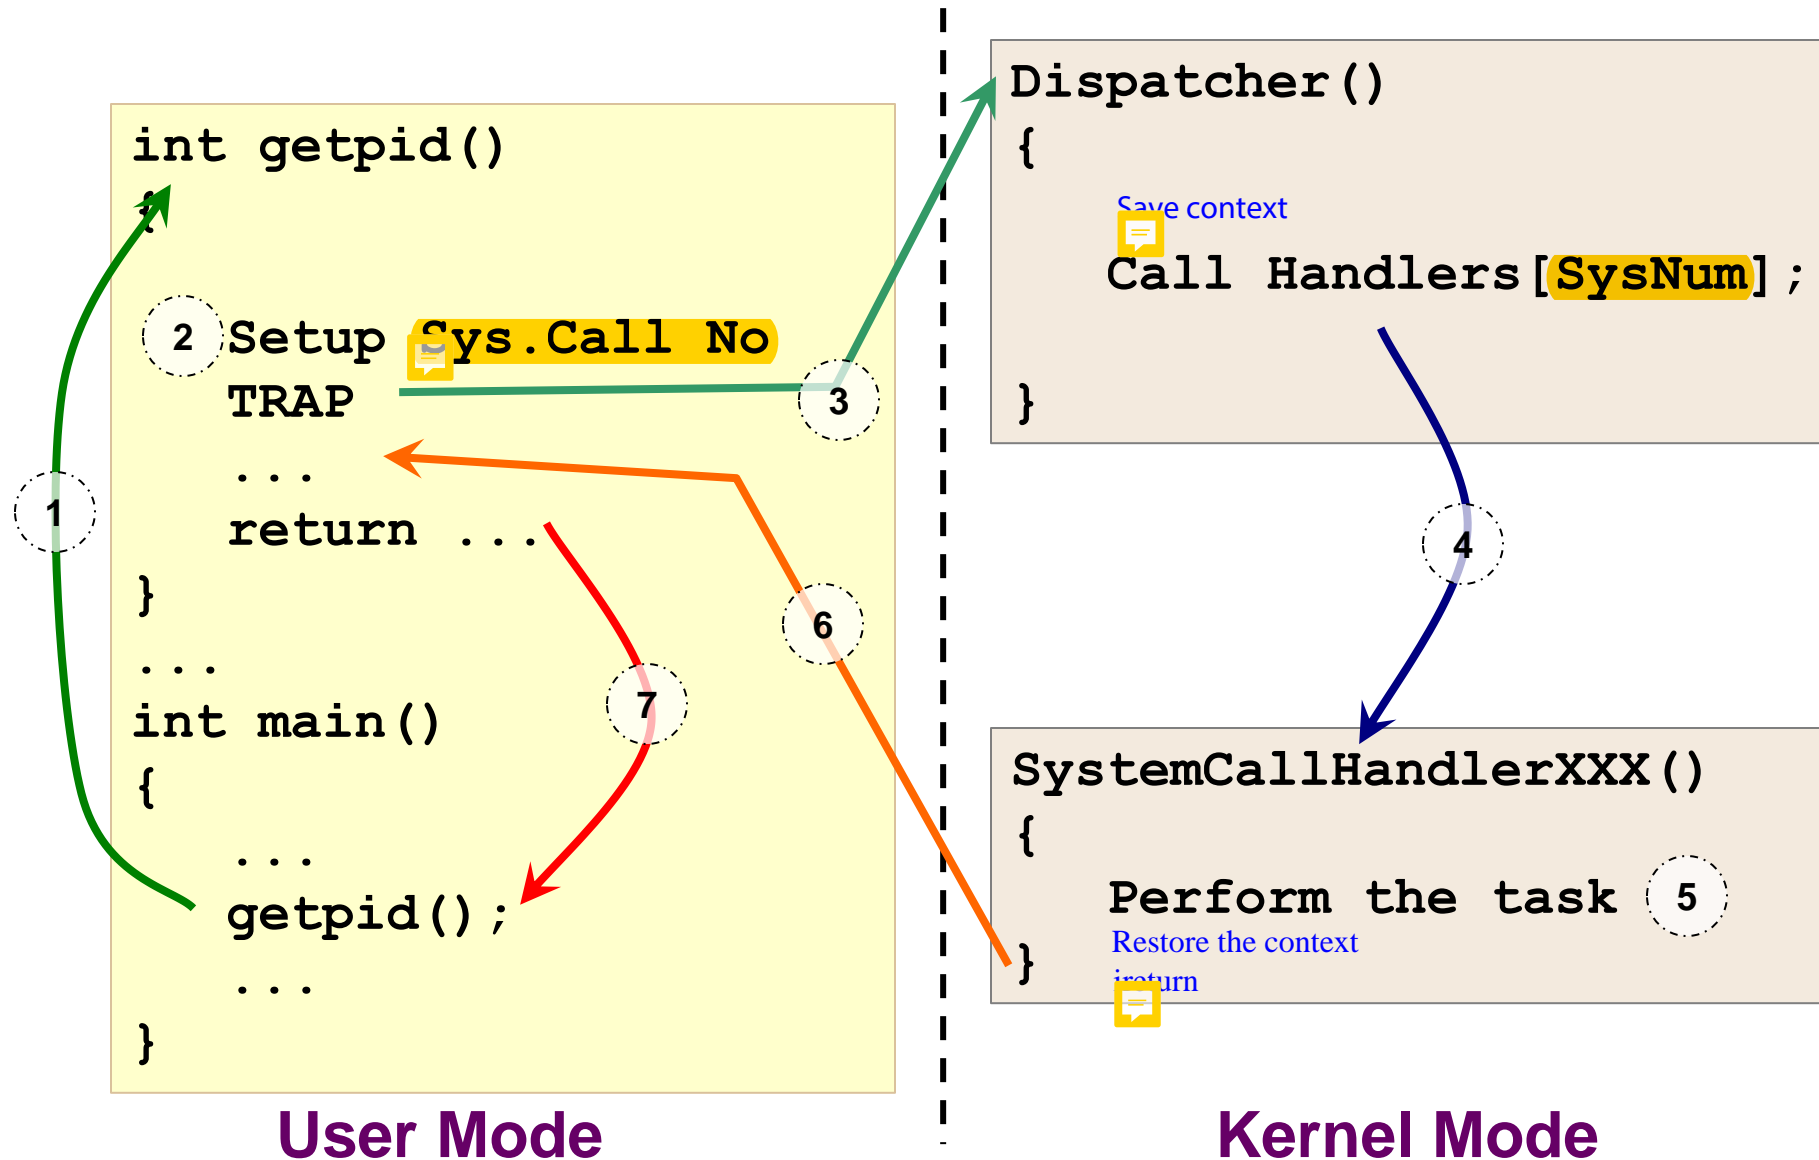 int getpid()
{
2 Setup Sys.Call No
TRAP
3
...
return ...
1
}
...
int main()
{
...
getpid();
...
}
6
7
User Mode
Dispatcher()
{
Save context
Call Handlers[SysNum];
}
4
SystemCallHandlerXXX()
{
Perform the task 5
Restore the context
ireturn
}
Kernel Mode